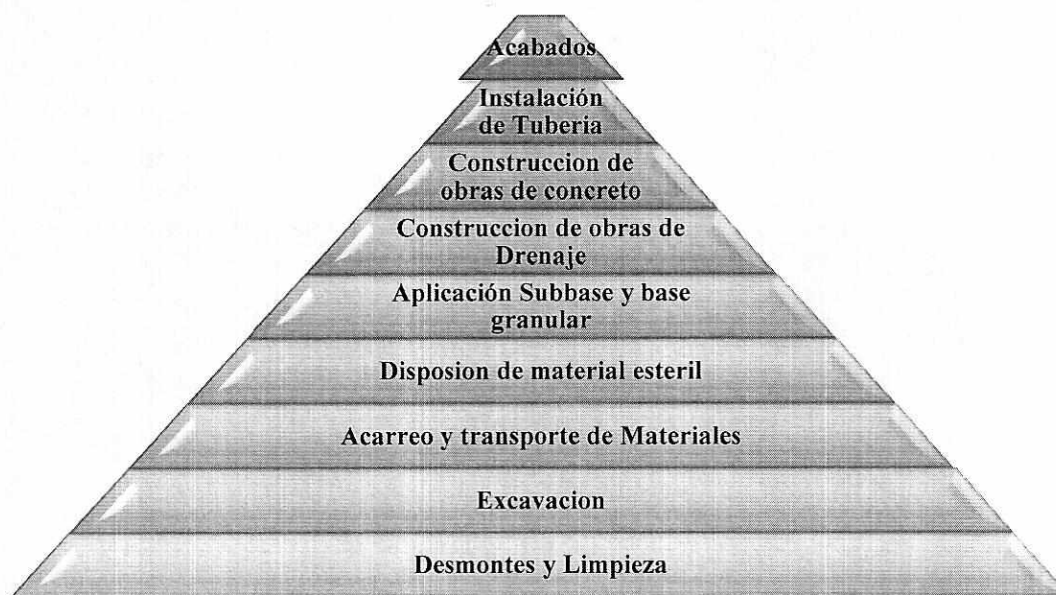 Acabados
Instalación
de Tuberia
Construccion de
obras de concreto
Construccion de obras de
Drenaje
Aplicación Subbase y base
granular
Disposion de material esteril
Acarreo y transporte de Materiales
Excavacion
Desmontes y Limpieza